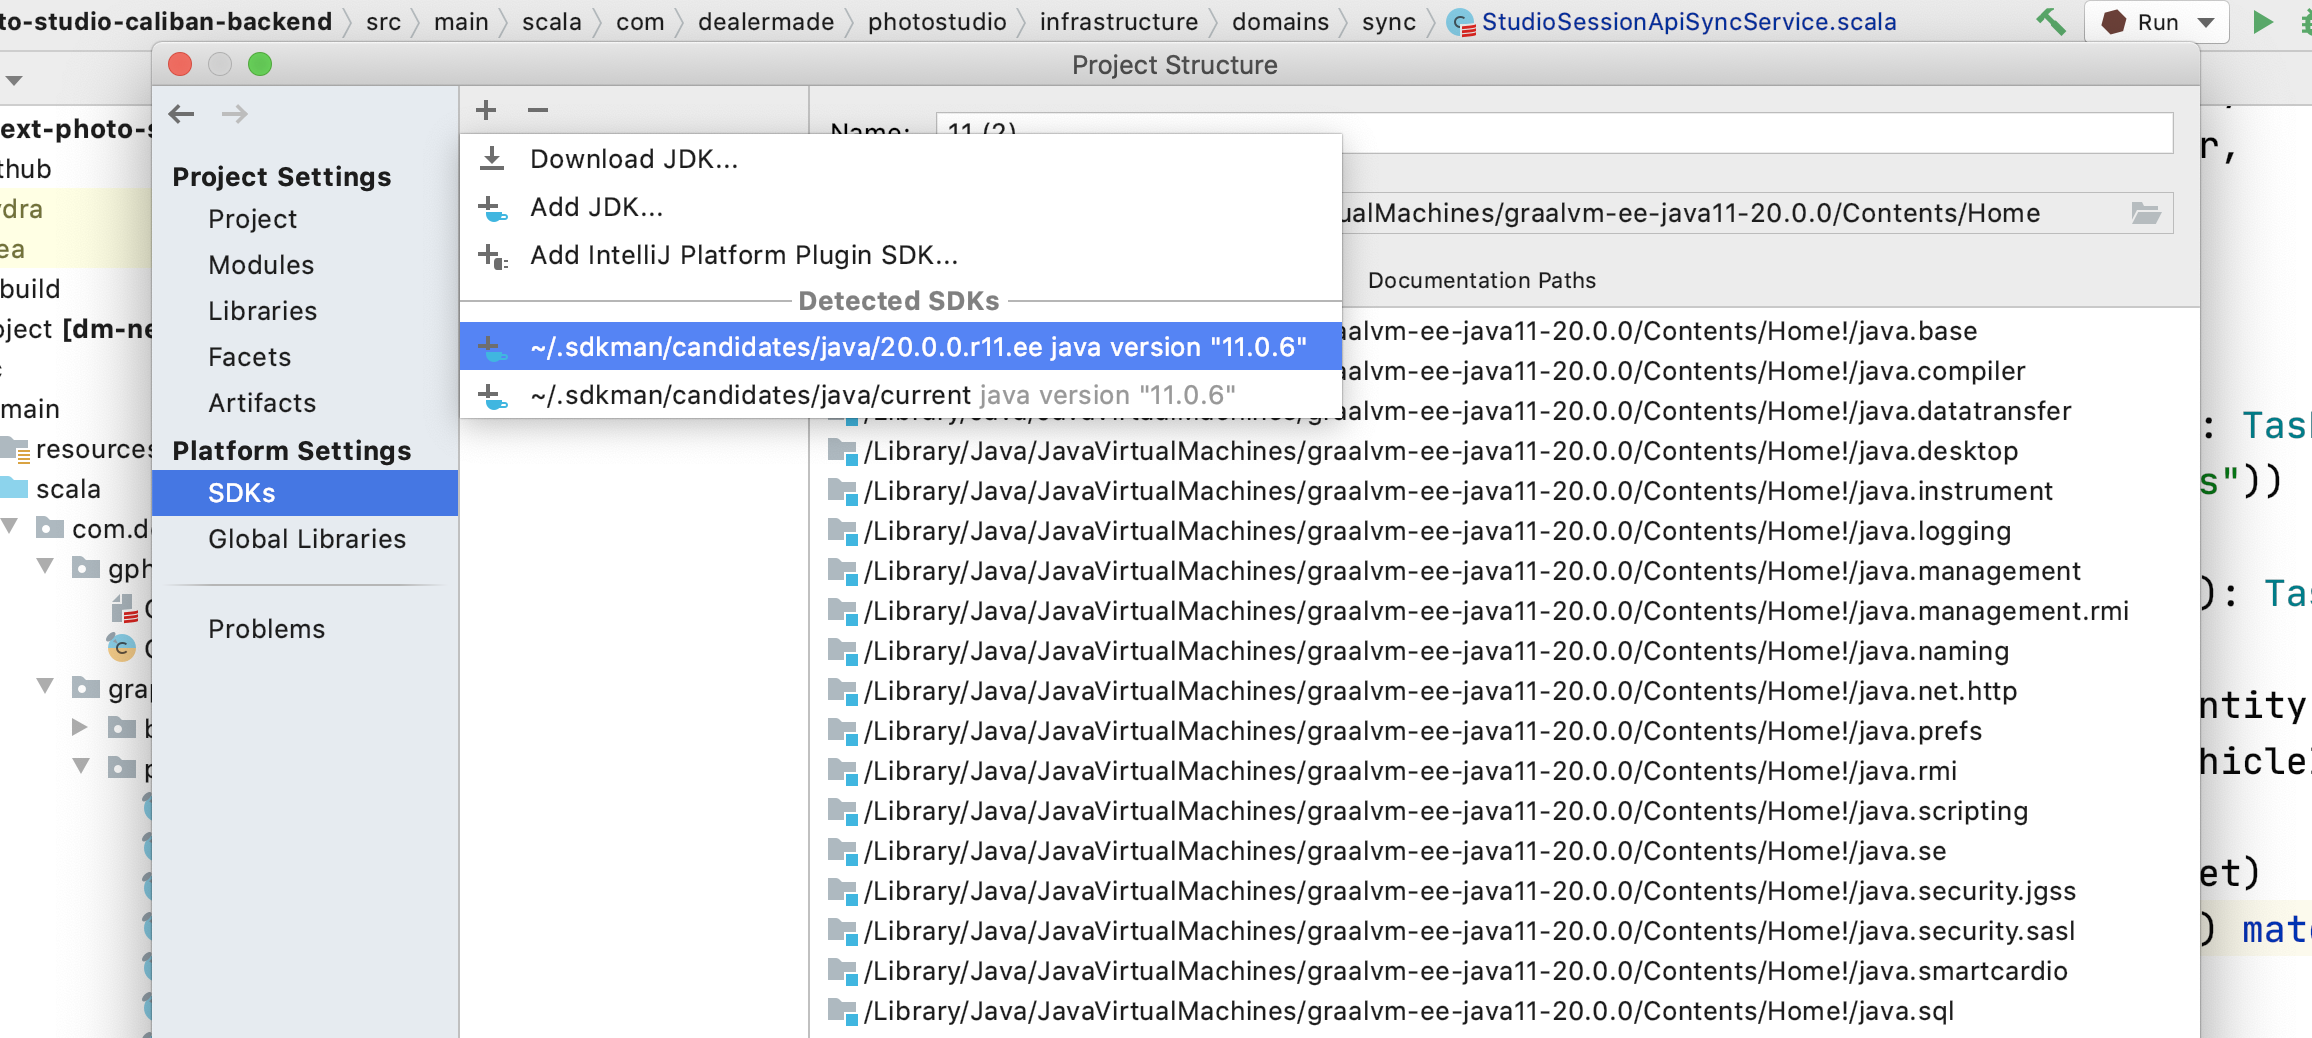 to-studio-caliban-backend src main scala com dealermade photostudio infrastructure domains sync StudioSessionApiSyncService.scala Run
Project Structure
ext-photo-s
thub
dra
ea
build
oject [dm-ne
main
resources
scala
com.d
gph
gra
Project Settings
Project
Modules
Libraries
Facets
Artifacts
Platform Settings
SDKs
Global Libraries
Problems
Name: 11 (2)
Download JDK...
Add JDK...
Add IntelliJ Platform Plugin SDK...
Detected SDKs
~/.sdkman/candidates/java/20.0.0.r11.ee java version "11.0.6"
~/.sdkman/candidates/java/current java version "11.0.6"
ualMachines/graalvm-ee-java11-20.0.0/Contents/Home
Documentation Paths
aalvm-ee-java11-20.0.0/Contents/Home!/java.base
aalvm-ee-java11-20.0.0/Contents/Home!/java.compiler
/Library/Java/JavaVirtualMachines/graalvm-ee-java11-20.0.0/Contents/Home!/java.datatransfer
/Library/Java/JavaVirtualMachines/graalvm-ee-java11-20.0.0/Contents/Home!/java.desktop
/Library/Java/JavaVirtualMachines/graalvm-ee-java11-20.0.0/Contents/Home!/java.instrument
/Library/Java/JavaVirtualMachines/graalvm-ee-java11-20.0.0/Contents/Home!/java.logging
/Library/Java/JavaVirtualMachines/graalvm-ee-java11-20.0.0/Contents/Home!/java.management
/Library/Java/JavaVirtualMachines/graalvm-ee-java11-20.0.0/Contents/Home!/java.management.rmi
/Library/Java/JavaVirtualMachines/graalvm-ee-java11-20.0.0/Contents/Home!/java.naming
/Library/Java/JavaVirtualMachines/graalvm-ee-java11-20.0.0/Contents/Home!/java.net.http
/Library/Java/JavaVirtualMachines/graalvm-ee-java11-20.0.0/Contents/Home!/java.prefs
/Library/Java/JavaVirtualMachines/graalvm-ee-java11-20.0.0/Contents/Home!/java.rmi
/Library/Java/JavaVirtualMachines/graalvm-ee-java11-20.0.0/Contents/Home!/java.scripting
/Library/Java/JavaVirtualMachines/graalvm-ee-java11-20.0.0/Contents/Home!/java.se
/Library/Java/JavaVirtualMachines/graalvm-ee-java11-20.0.0/Contents/Home!/java.security.jgss
/Library/Java/JavaVirtualMachines/graalvm-ee-java11-20.0.0/Contents/Home!/java.security.sasl
/Library/Java/JavaVirtualMachines/graalvm-ee-java11-20.0.0/Contents/Home!/java.smartcardio
/Library/Java/JavaVirtualMachines/graalvm-ee-java11-20.0.0/Contents/Home!/java.sql
r,
: Tas
s"))
): Ta
ntity
hicle
et)
) mat